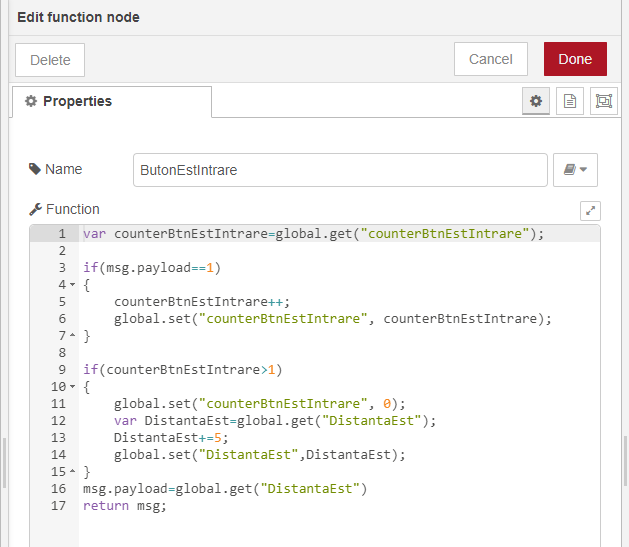 Edit function node
Delete
Cancel
Done
Properties
Name
ButonEstIntrare
Function
1 var counterBtnEstIntrare=global.get("counterBtnEstIntrare");
2
3 if(msg.payload==1)
4 {
5 counterBtnEstIntrare++;
6 global.set("counterBtnEstIntrare", counterBtnEstIntrare);
7 }
8
9 if(counterBtnEstIntrare>1)
10 {
11 global.set("counterBtnEstIntrare", 0);
12 var DistantaEst=global.get("DistantaEst");
13 DistantaEst+=5;
14 global.set("DistantaEst",DistantaEst);
15 }
16 msg.payload=global.get("DistantaEst")
17 return msg;